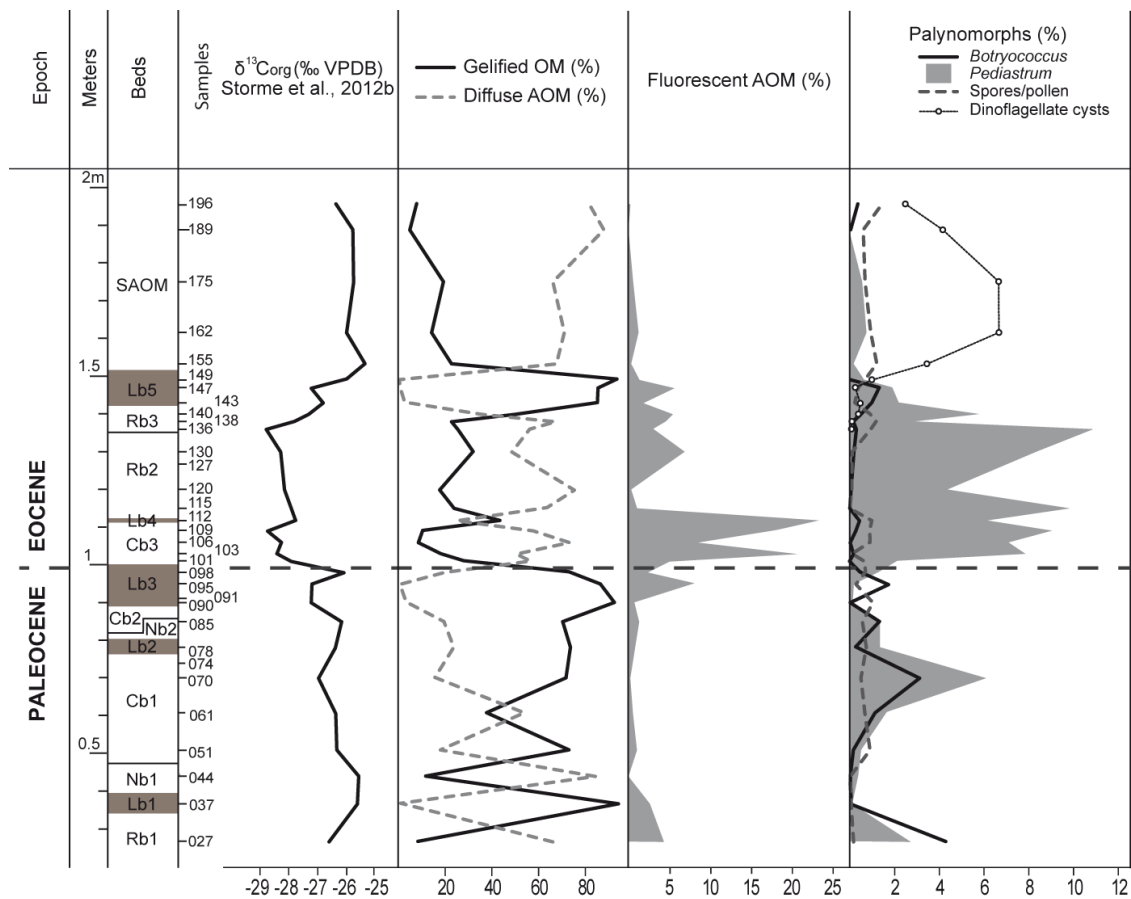 Epoch
Meters
Beds
Samples
δ¹³Corg (‰ VPDB)
Storme et al., 2012b
Gelified OM (%)
Diffuse AOM (%)
Fluorescent AOM (%)
Palynomorphs (%)
Botryococcus
Pediastrum
Spores/pollen
Dinoflagellate cysts
2m
1.5
1
0.5
EOCENE
PALEOCENE
SAOM
Lb5
Rb3
Rb2
Lb4
Cb3
Lb3
Cb2
Nb2
Lb2
Cb1
Nb1
Lb1
Rb1
196
189
175
162
155
149
147
143
140
138
136
130
127
120
115
112
109
106
103
101
098
095
091
090
085
078
074
070
061
051
044
037
027
-29 -28 -27 -26 -25
20 40 60 80
5 10 15 20 25
2 4 6 8 10 12